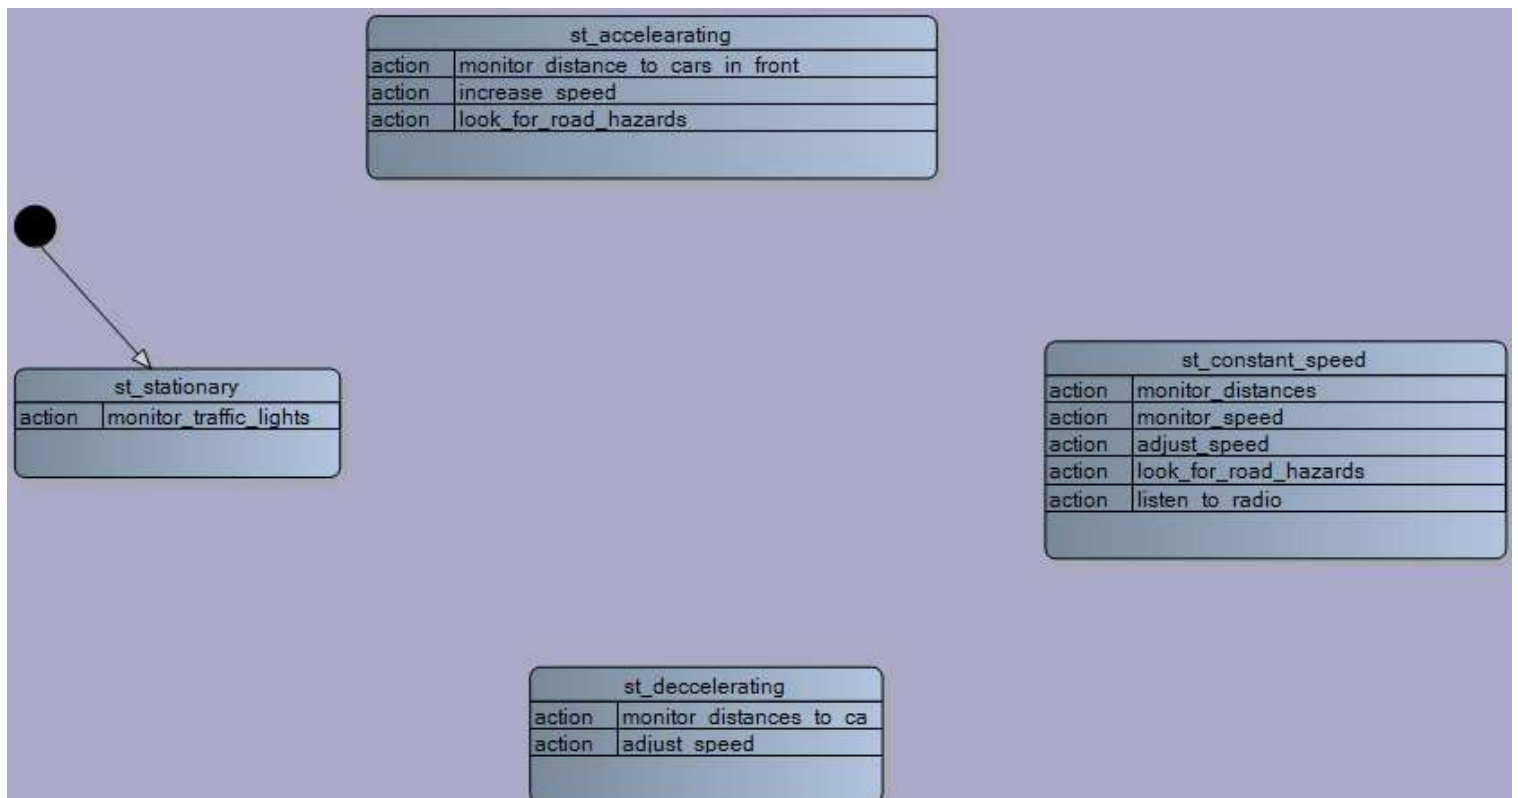 st_accelearating
action monitor distance to cars in front
action increase speed
action look_for_road_hazards
st_stationary
action monitor_traffic_lights
st_constant_speed
action monitor_distances
action monitor_speed
action adjust_speed
action look_for_road_hazards
action listen to radio
st_deccelerating
action monitor distances to ca
action adjust speed